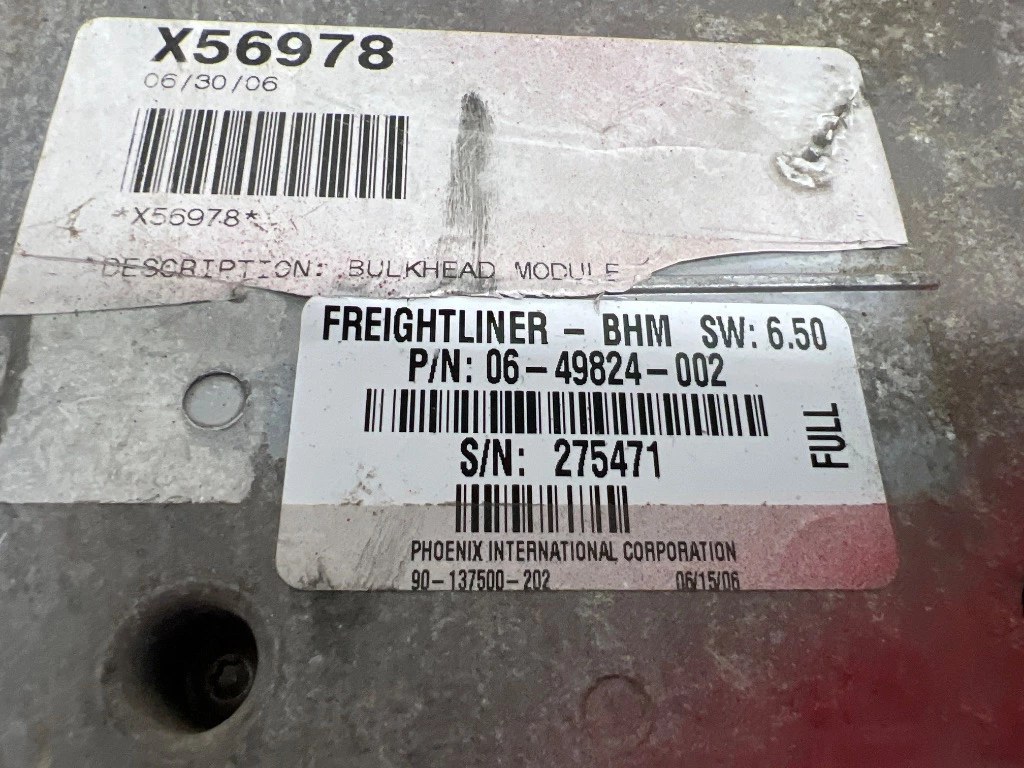 X56978
06/30/06
*X56978*
*DESCRIPTION: BULKHEAD MODULE
FREIGHTLINER - BHM SW: 6.50
P/N: 06-49824-002
FULL
S/N: 275471
PHOENIX INTERNATIONAL CORPORATION
90-137500-202 06/15/06